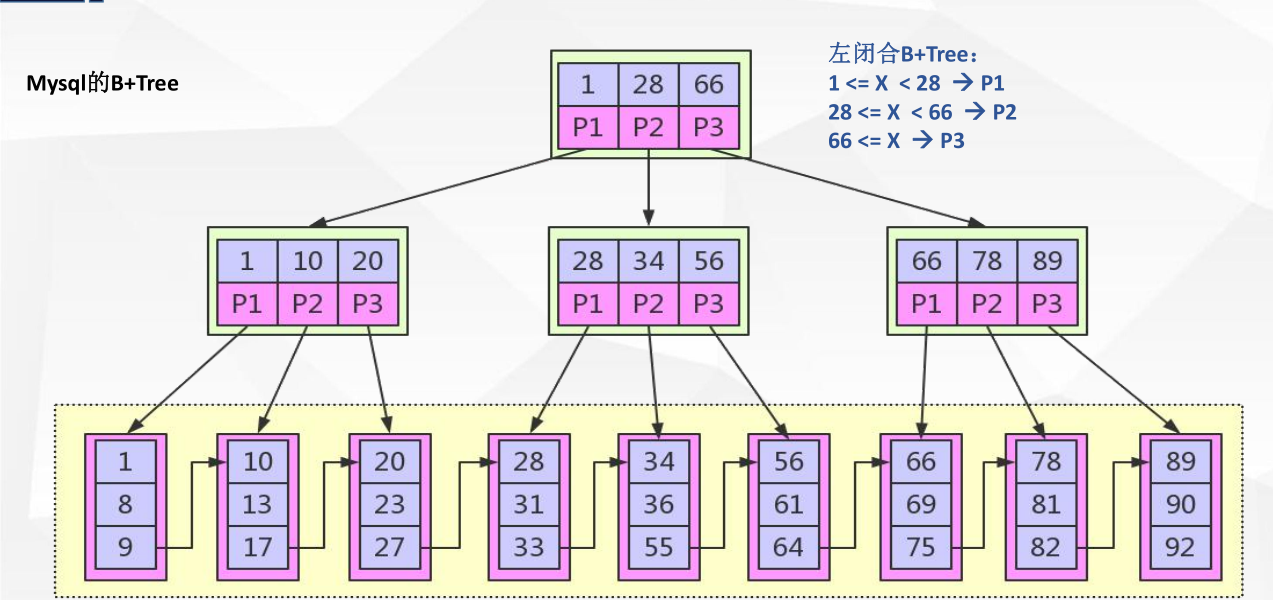 Mysql的B+Tree
左闭合B+Tree：
1 <= X < 28 → P1
28 <= X < 66 → P2
66 <= X → P3
1 28 66
P1 P2 P3
1 10 20
P1 P2 P3
28 34 56
P1 P2 P3
66 78 89
P1 P2 P3
1 10 20 28 34 56 66 78 89
8 13 23 31 36 61 69 81 90
9 17 27 33 55 64 75 82 92